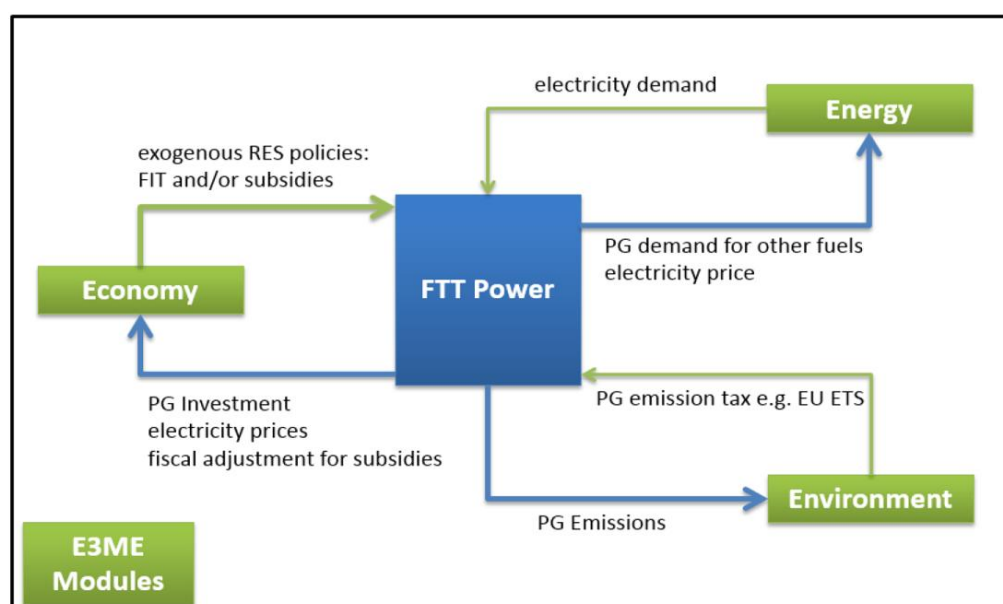 electricity demand
Energy
exogenous RES policies:
FIT and/or subsidies
PG demand for other fuels
electricity price
FTT Power
Economy
PG emission tax e.g. EU ETS
PG Investment
electricity prices
fiscal adjustment for subsidies
Environment
PG Emissions
E3ME
Modules